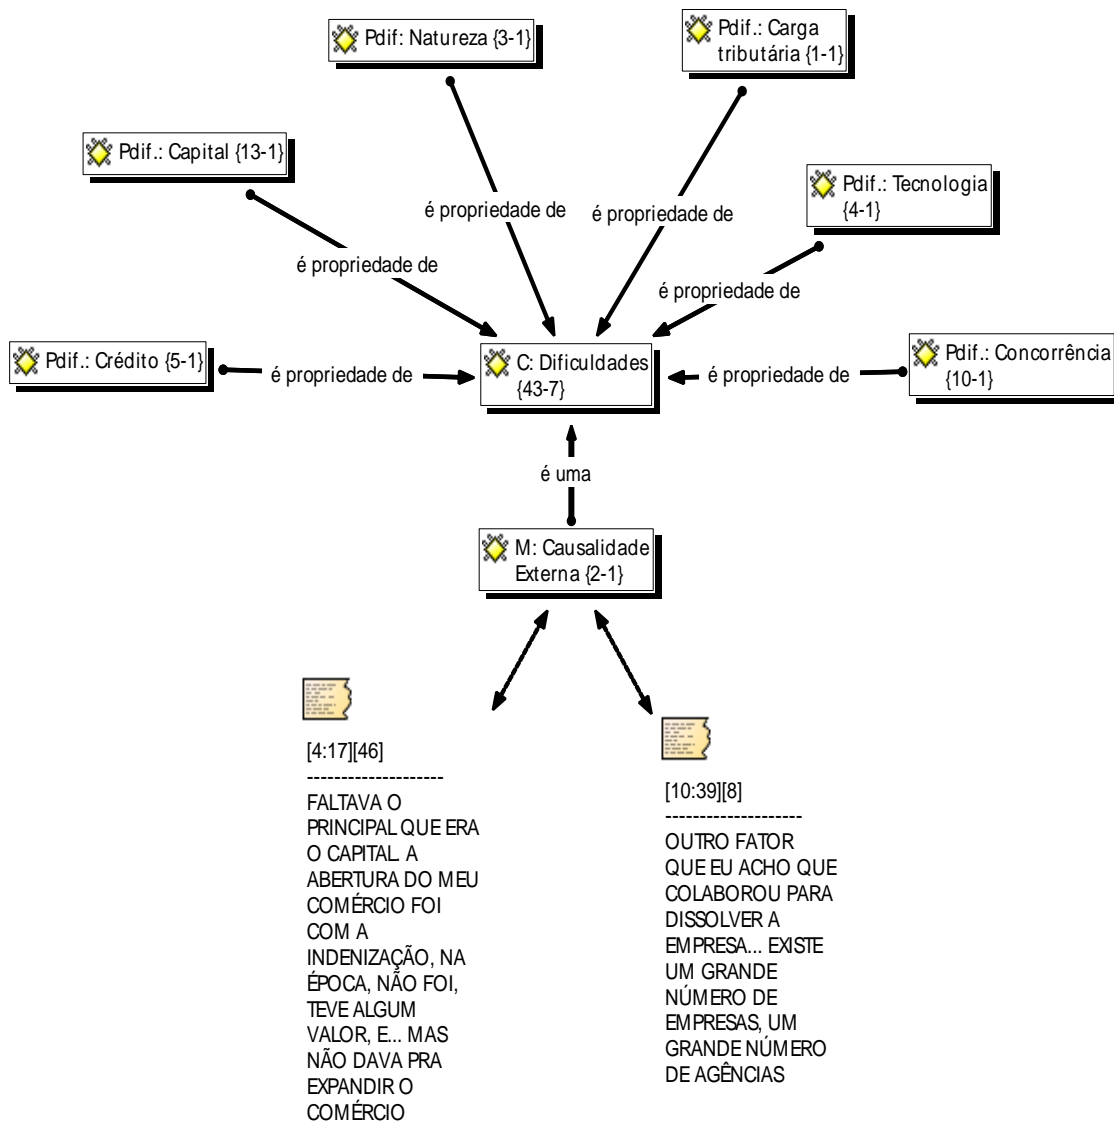 Pdif: Natureza {3-1}
Pdif.: Carga
tributária {1-1}
Pdif.: Capital {13-1}
Pdif.: Tecnologia
{4-1}
é propriedade de
é propriedade de
é propriedade de
é propriedade de
Pdif.: Crédito {5-1}
é propriedade de
C: Dificuldades
{43-7}
é propriedade de
Pdif.: Concorrência
{10-1}
é uma
M: Causalidade
Externa {2-1}
[4:17][46]
--------------------
FALTAVA O
PRINCIPAL QUE ERA
O CAPITAL. A
ABERTURA DO MEU
COMÉRCIO FOI
COM A
INDENIZAÇÃO, NA
ÉPOCA, NÃO FOI,
TEVE ALGUM
VALOR, E... MAS
NÃO DAVA PRA
EXPANDIR O
COMÉRCIO
[10:39][8]
--------------------
OUTRO FATOR
QUE EU ACHO QUE
COLABOROU PARA
DISSOLVER A
EMPRESA... EXISTE
UM GRANDE
NÚMERO DE
EMPRESAS, UM
GRANDE NÚMERO
DE AGÊNCIAS